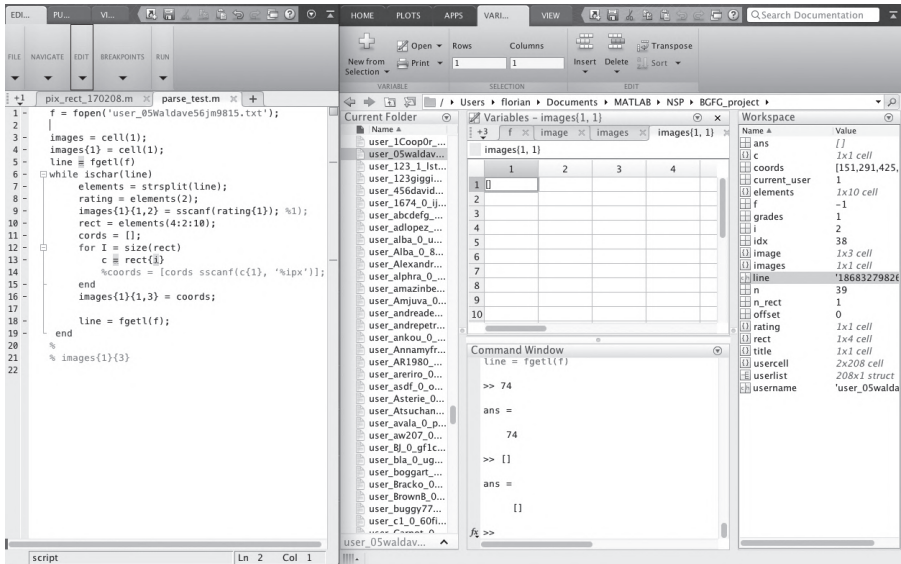 EDI... PU... VI...
FILE NAVIGATE EDIT BREAKPOINTS RUN
+1 pix_rect_170208.m × parse_test.m × +
1 - f = fopen('user_05Waldave56jm9815.txt');
2
3 - images = cell(1);
4 - images{1} = cell(1);
5 - line = fgetl(f)
6 - while ischar(line)
7 - elements = strsplit(line);
8 - rating = elements(2);
9 - images{1}{1,2} = sscanf(rating{1}); %1);
10 - rect = elements(4:2:10);
11 - cords = [];
12 - for I = size(rect)
13 - c = rect{i}
14 %coords = [cords sscanf(c{1}, '%ipx')];
15 - end
16 - images{1}{1,3} = coords;
17
18 - line = fgetl(f);
19 - end
20 %
21 % images{1}{3}
22
script Ln 2 Col 1
HOME PLOTS APPS VARI... VIEW Search Documentation
New from Selection Open Print Rows Columns 1 1 Insert Delete Transpose Sort
VARIABLE SELECTION EDIT
/ Users florian Documents MATLAB NSP BGFG_project
Current Folder
Name
user_1Coop0r_...
user_05waldav...
user_123_1_lst...
user_123giggi...
user_456david...
user_1674_0_ij...
user_abcdefg_...
user_adlopez_...
user_alba_0_u...
user_Alba_0_8...
user_Alexandr...
user_alphra_0_...
user_amazinbe...
user_Amjuva_0...
user_andreade...
user_andrepetr...
user_ankou_0_...
user_Annamyfr...
user_AR1980_...
user_areriro_0...
user_asdf_0_o...
user_Asterie_0...
user_Atsuchan...
user_avala_0_p...
user_aw207_0...
user_BJ_0_gf1c...
user_bla_0_ug...
user_boggart_...
user_Bracko_0...
user_BrownB_0...
user_buggy77...
user_c1_0_60fi...
user_05waldav...
Variables - images{1, 1}
+3 f × image × images × images{1, 1} ×
images{1, 1}
1 2 3 4
1 []
2
3
4
5
6
7
8
9
10
Command Window
line = fgetl(f)
>> 74
ans =
74
>> []
ans =
[]
fx >>
Workspace
Name Value
ans []
c 1x1 cell
coords [151,291,425,
current_user 1
elements 1x10 cell
f -1
grades 1
i 2
idx 38
image 1x3 cell
images 1x1 cell
line '18683279826
n 39
n_rect 1
offset 0
rating 1x1 cell
rect 1x4 cell
title 1x1 cell
usercell 2x208 cell
userlist 208x1 struct
username 'user_05walda